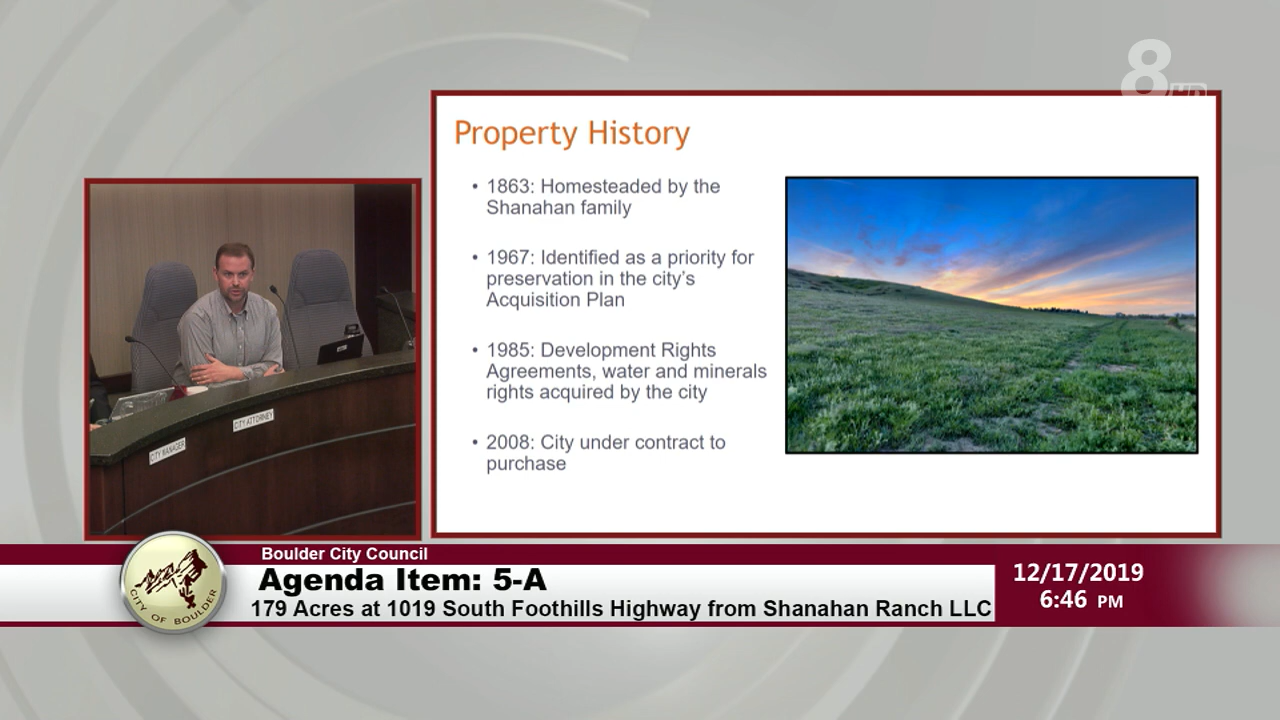 8
HD
Property History
• 1863: Homesteaded by the
Shanahan family
• 1967: Identified as a priority for
preservation in the city's
Acquisition Plan
• 1985: Development Rights
Agreements, water and minerals
rights acquired by the city
• 2008: City under contract to
purchase
CITY MANAGER
CITY ATTORNEY
Boulder City Council
Agenda Item: 5-A
179 Acres at 1019 South Foothills Highway from Shanahan Ranch LLC
12/17/2019
6:46 PM
CITY OF BOULDER